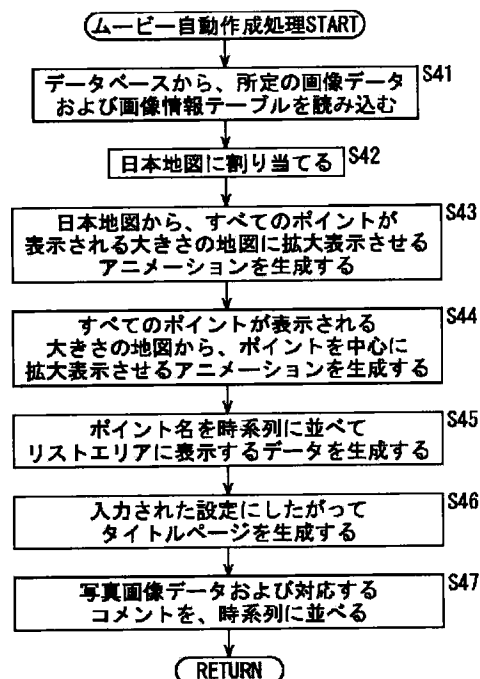 ムービー自動作成処理START
S41
データベースから、所定の画像データ
および画像情報テーブルを読み込む
S42
日本地図に割り当てる
S43
日本地図から、すべてのポイントが
表示される大きさの地図に拡大表示させる
アニメーションを生成する
S44
すべてのポイントが表示される
大きさの地図から、ポイントを中心に
拡大表示させるアニメーションを生成する
S45
ポイント名を時系列に並べて
リストエリアに表示するデータを生成する
S46
入力された設定にしたがって
タイトルページを生成する
S47
写真画像データおよび対応する
コメントを、時系列に並べる
RETURN